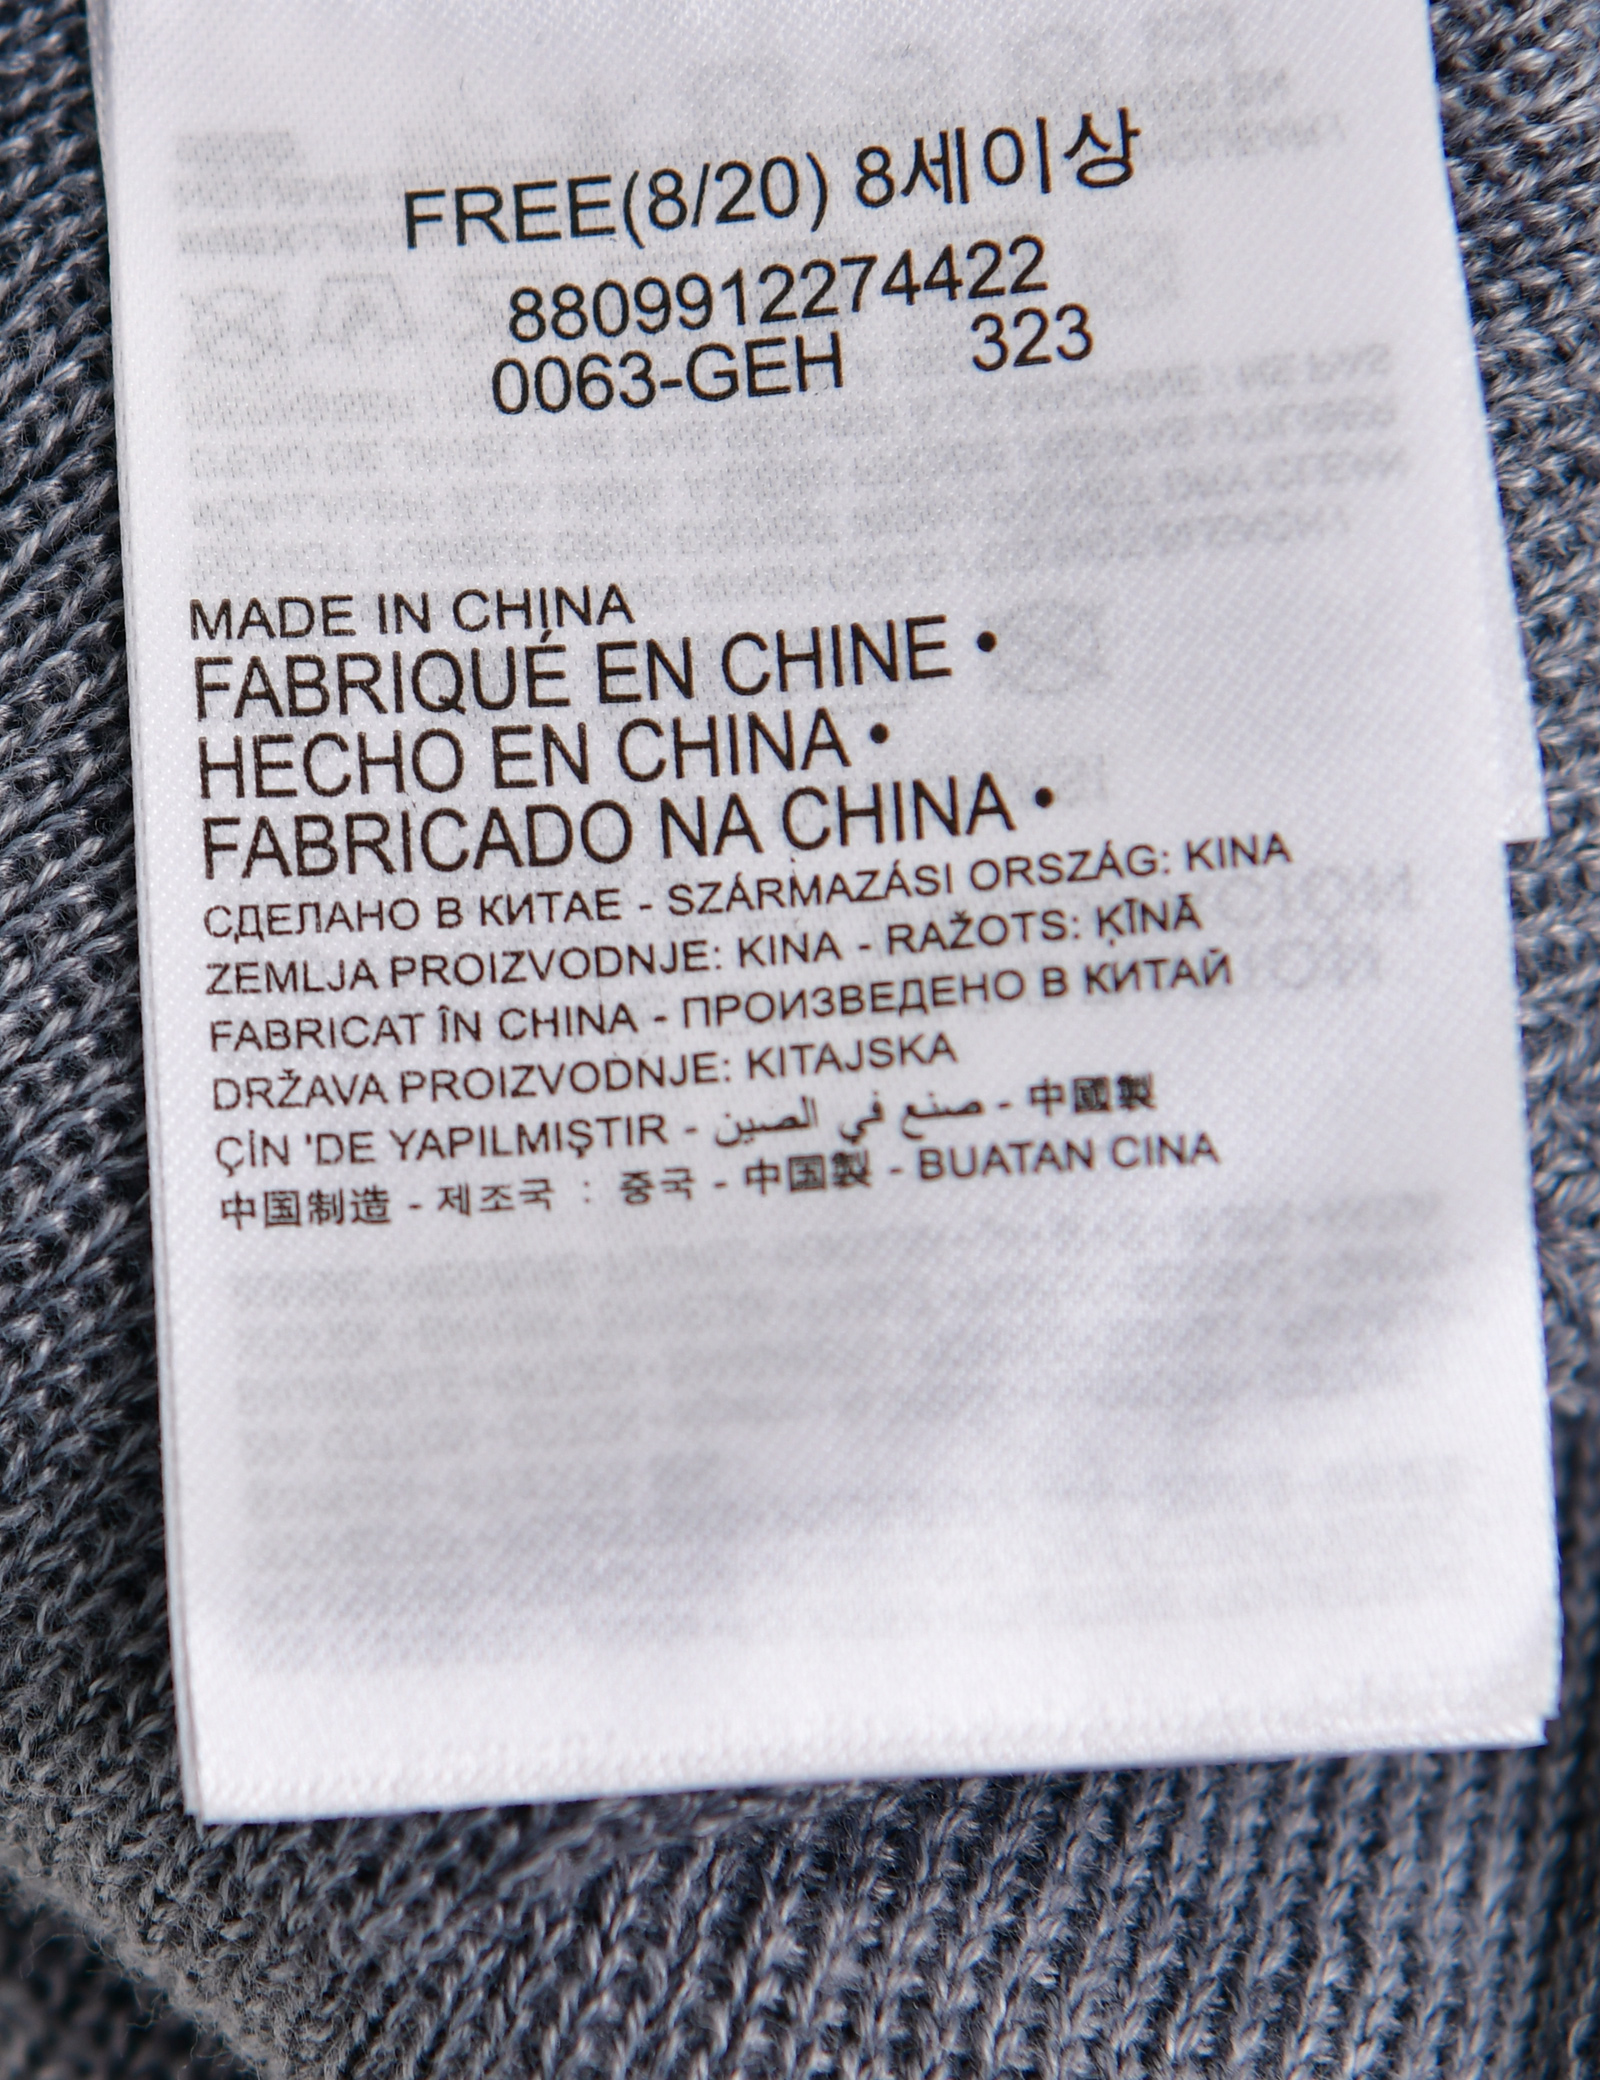 FREE(8/20) 8세이상
8809912274422
0063-GEH 323
MADE IN CHINA
FABRIQUÉ EN CHINE •
HECHO EN CHINA •
FABRICADO NA CHINA •
СДЕЛАНО В КИТАЕ - SZÁRMAZÁSI ORSZÁG: KINA
ZEMLJA PROIZVODNJE: KINA - RAŽOTS: ĶĪNĀ
FABRICAT ÎN CHINA - ПРОИЗВЕДЕНО В КИТАЙ
DRŽAVA PROIZVODNJE: KITAJSKA
ÇİN 'DE YAPILMIŞTIR - صنع في الصين - 中國製
中国制造 - 제조국 : 중국 - 中国製 - BUATAN CINA